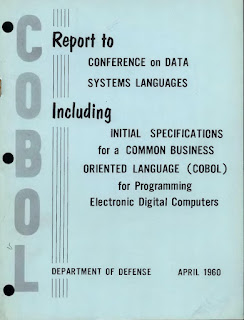 COBOL
Report to
CONFERENCE on DATA
SYSTEMS LANGUAGES
Including
INITIAL SPECIFICATIONS
for a COMMON BUSINESS
ORIENTED LANGUAGE (COBOL)
for Programming
Electronic Digital Computers
DEPARTMENT OF DEFENSE APRIL 1960